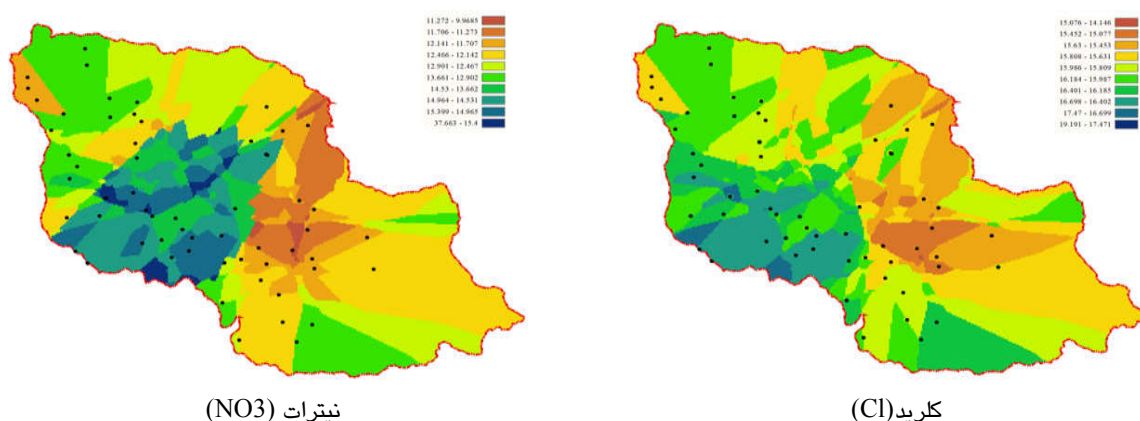 11.272 - 9.9685
11.706 - 11.273
12.141 - 11.707
12.466 - 12.142
12.901 - 12.467
13.661 - 12.902
14.53 - 13.662
14.964 - 14.531
15.399 - 14.965
37.663 - 15.4
15.076 - 14.146
15.452 - 15.077
15.63 - 15.453
15.808 - 15.631
15.986 - 15.809
16.184 - 15.987
16.401 - 16.185
16.698 - 16.402
17.47 - 16.699
19.191 - 17.471
نیترات (NO3)
کلرید(Cl)